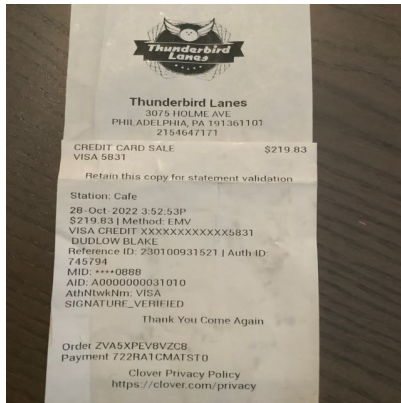 Thunderbird
Lanes
Thunderbird Lanes
3075 HOLME AVE
PHILADELPHIA, PA 191361101
2154647171
CREDIT CARD SALE $219.83
VISA 5831
Retain this copy for statement validation
Station: Cafe
28-Oct-2022 3:52:53P
$219.83 | Method: EMV
VISA CREDIT XXXXXXXXXXXX5831
DUDLOW BLAKE
Reference ID: 230100931521 | Auth ID:
745794
MID: ****0888
AID: A0000000031010
AthNtwkNm: VISA
SIGNATURE_VERIFIED
Thank You Come Again
Order ZVA5XPEV8VZC8
Payment 722RA1CMATST0
Clover Privacy Policy
https://clover.com/privacy